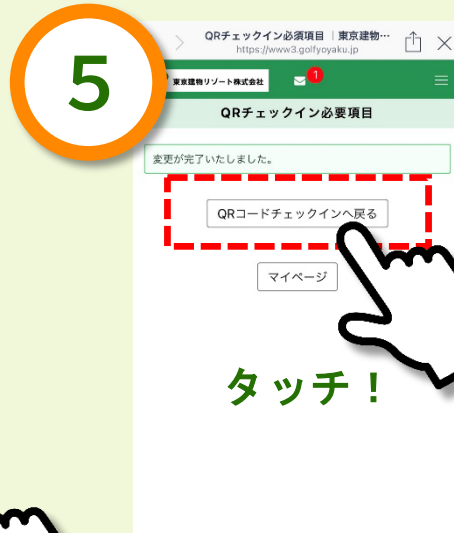 5
QRチェックイン必須項目｜東京建物…
https://www3.golfyoyaku.jp
東京建物リゾート株式会社
1
QRチェックイン必要項目
変更が完了いたしました。
QRコードチェックインへ戻る
マイページ
タッチ！